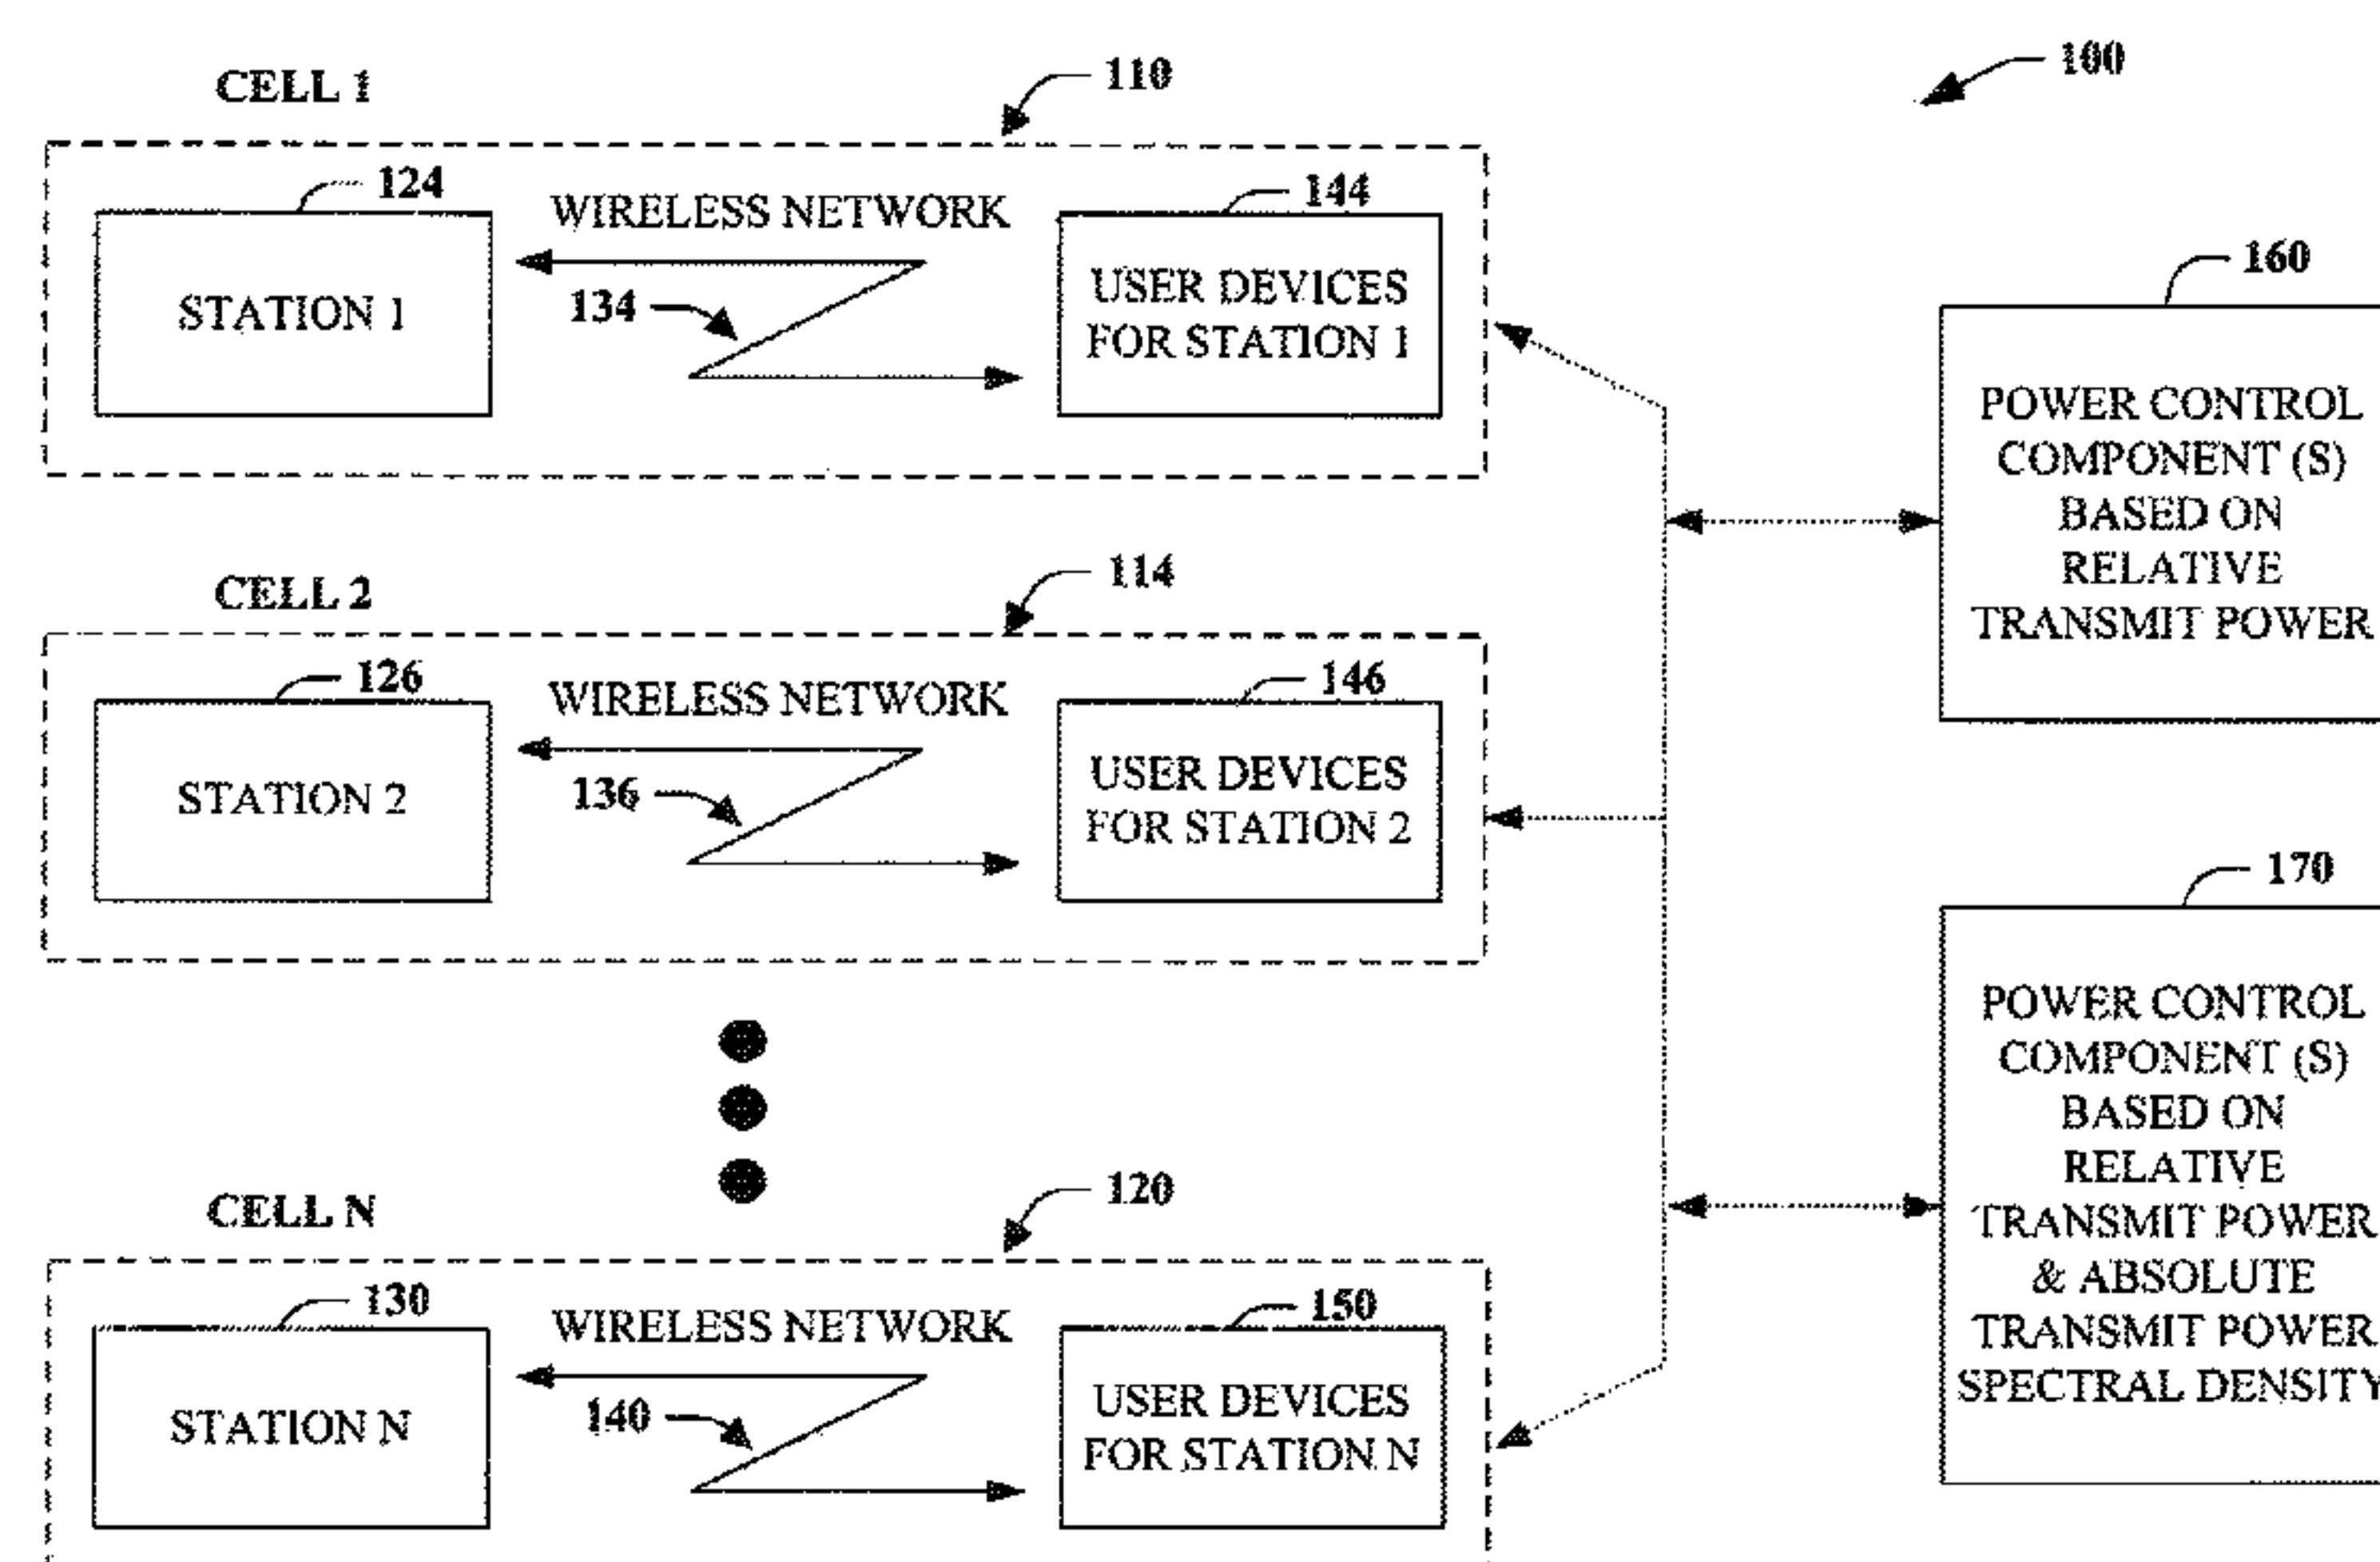 100
CELL 1
110
124
WIRELESS NETWORK
144
STATION 1
134
USER DEVICES
FOR STATION 1
160
POWER CONTROL
COMPONENT (S)
BASED ON
RELATIVE
TRANSMIT POWER
CELL 2
114
126
WIRELESS NETWORK
146
STATION 2
136
USER DEVICES
FOR STATION 2
170
POWER CONTROL
COMPONENT (S)
BASED ON
RELATIVE
TRANSMIT POWER
& ABSOLUTE
TRANSMIT POWER
SPECTRAL DENSITY
CELL N
120
130
WIRELESS NETWORK
150
STATION N
140
USER DEVICES
FOR STATION N